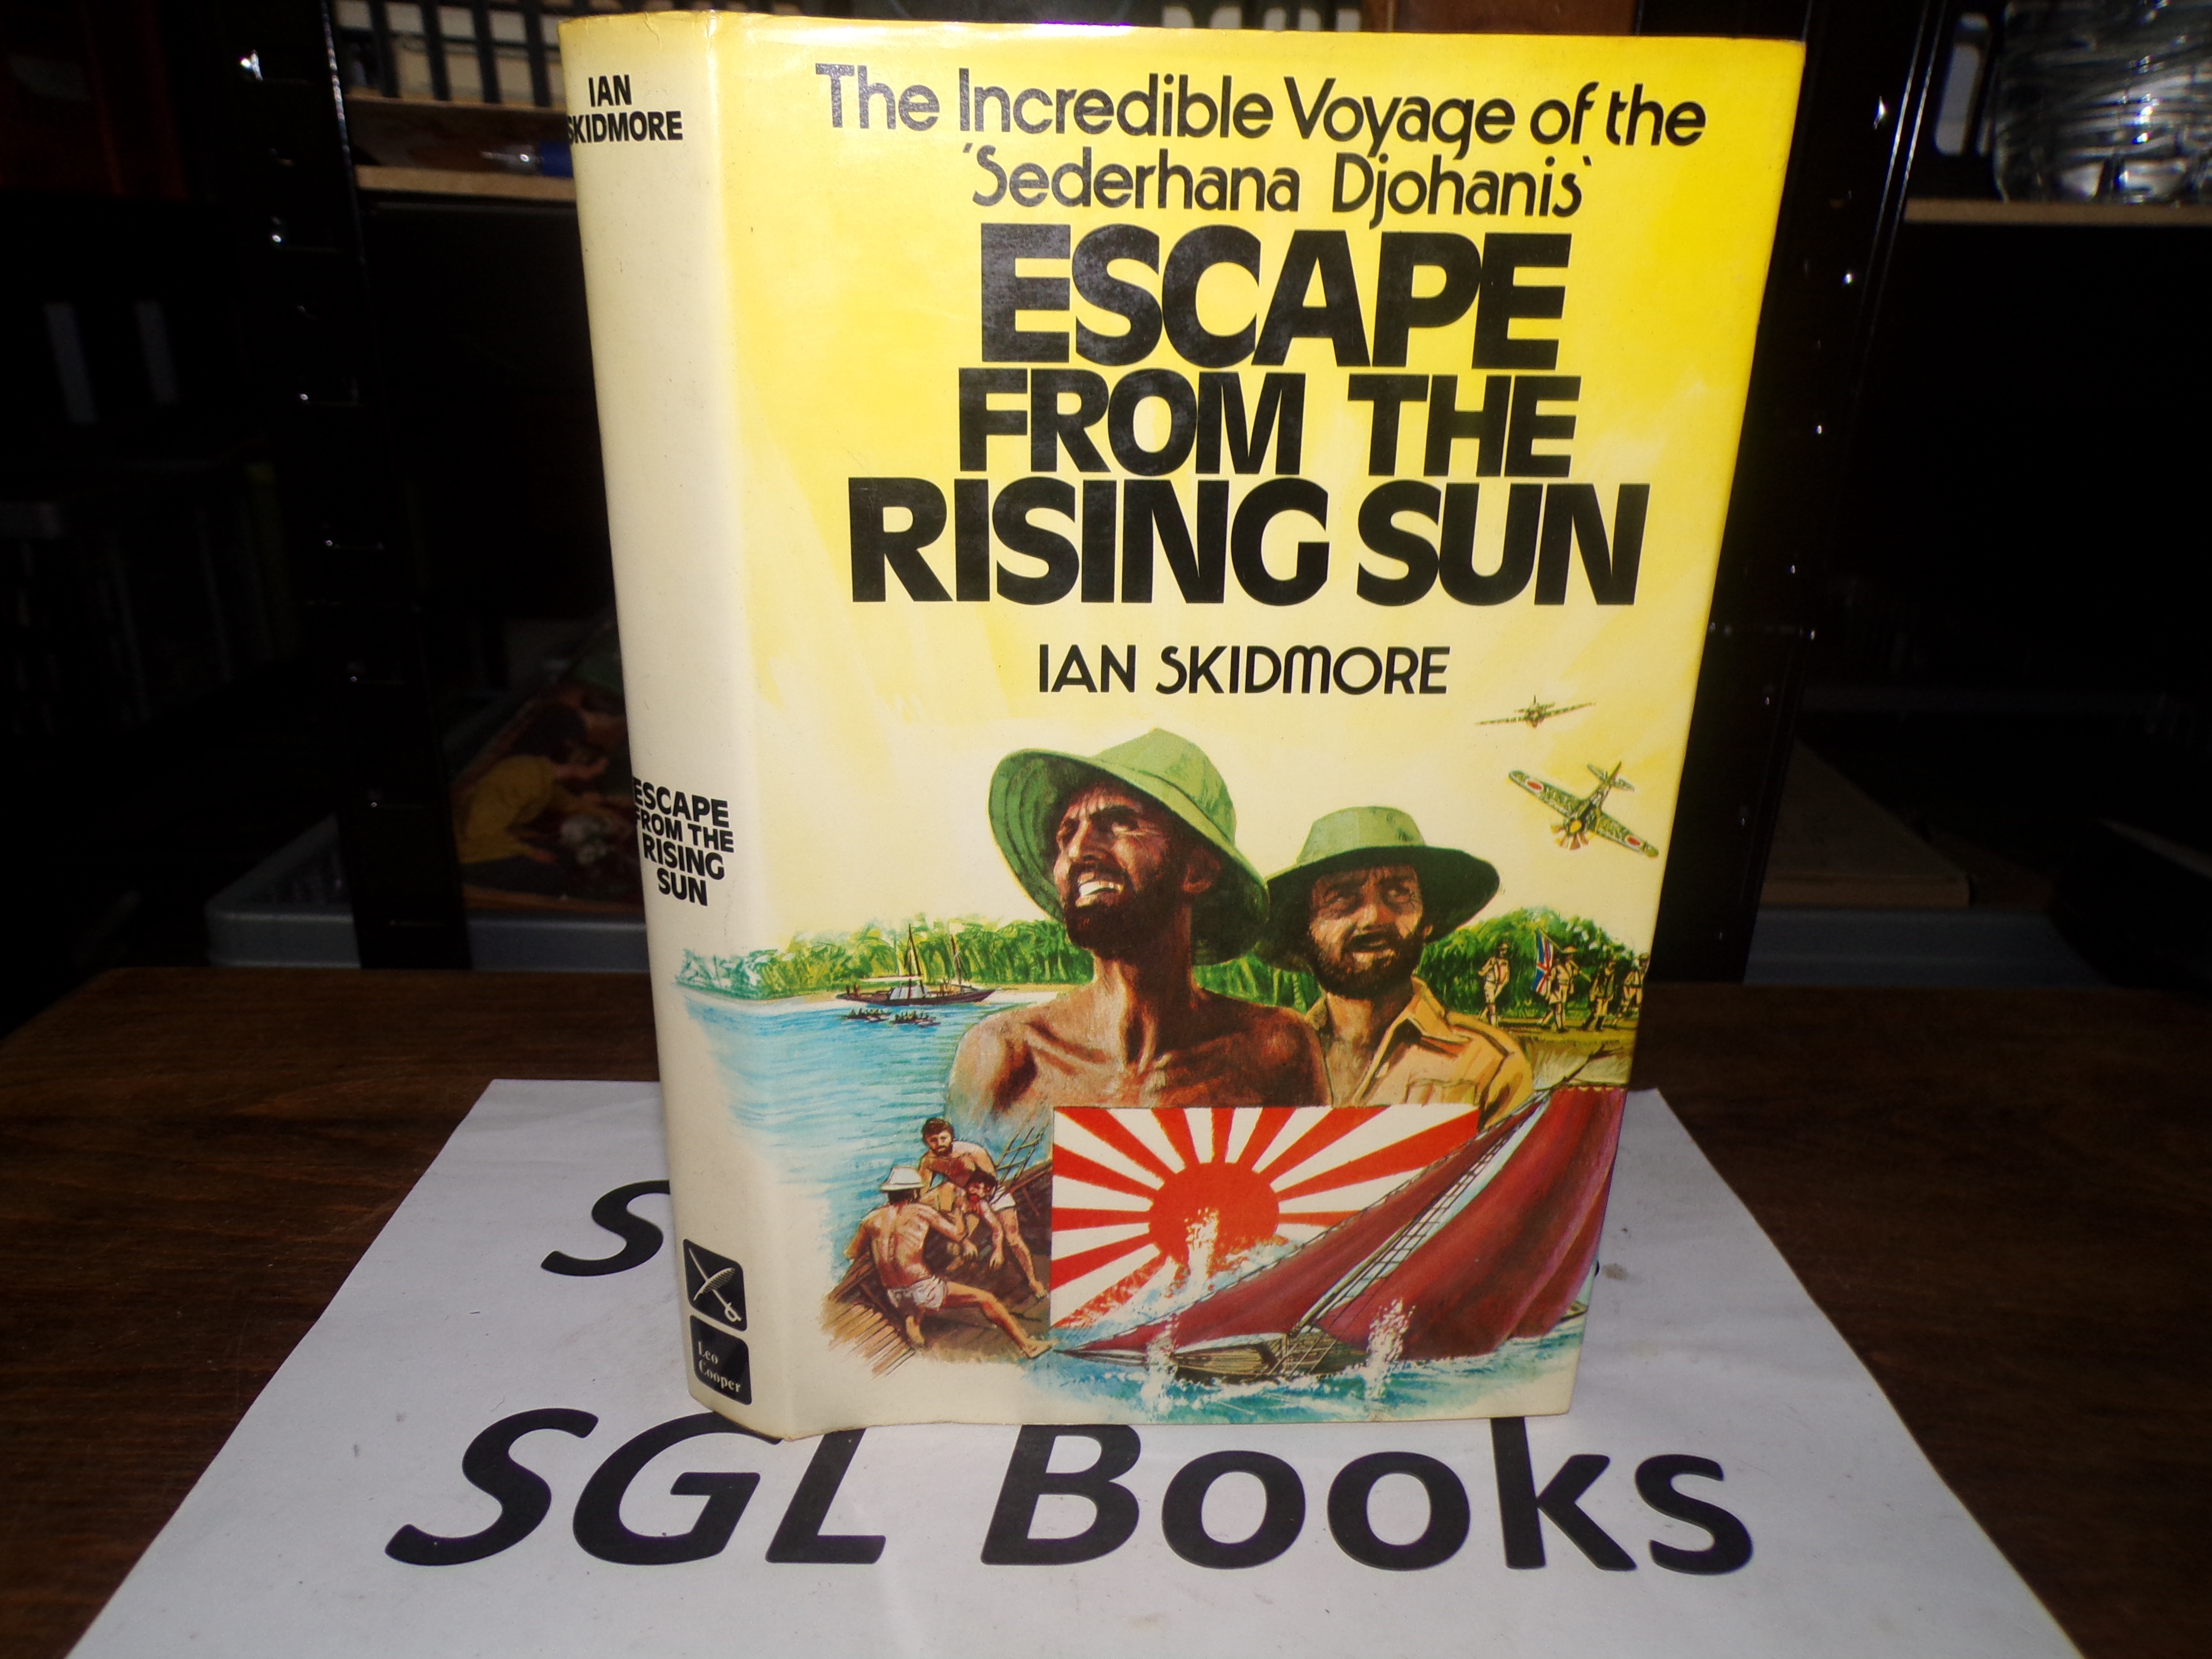 IAN
SKIDMORE
ESCAPE
FROM THE
RISING
SUN
Leo
Cooper
The Incredible Voyage of the
'Sederhana Djohanis'
ESCAPE
FROM THE
RISING SUN
IAN SKIDMORE
S
SGL Books